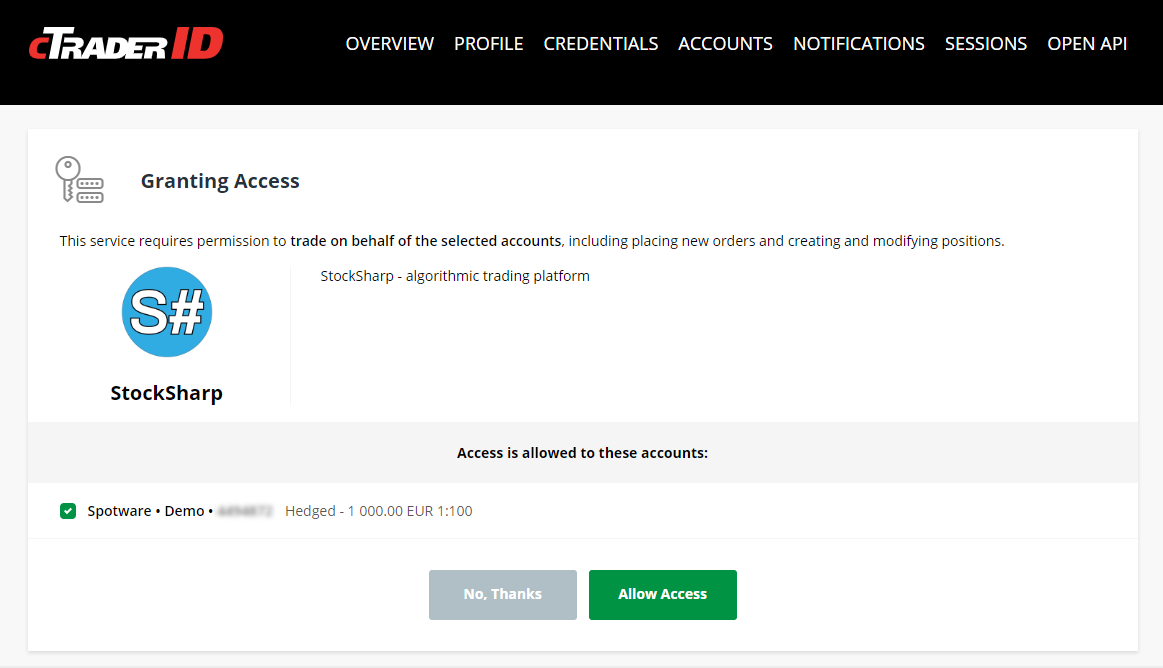 cTRADER ID
OVERVIEW PROFILE CREDENTIALS ACCOUNTS NOTIFICATIONS SESSIONS OPEN API
Granting Access
This service requires permission to trade on behalf of the selected accounts, including placing new orders and creating and modifying positions.
StockSharp - algorithmic trading platform
S#
StockSharp
Access is allowed to these accounts:
Spotware • Demo • Hedged - 1 000.00 EUR 1:100
No, Thanks Allow Access